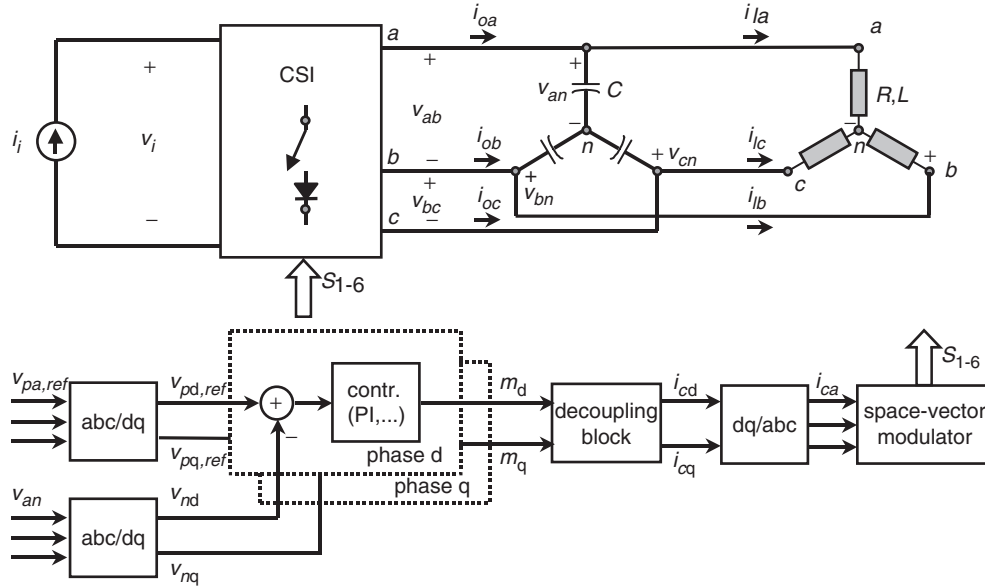 i_oa i_la a
a
+ + CSI + v_an C R,L
i_i v_i v_ab
− n − n
b − i_ob v_cn i_lc + b
+ + + c
− v_bc v_bn
c − i_oc i_lb
S_1-6
v_pa,ref v_pd,ref contr. m_d i_cd i_ca S_1-6
abc/dq + (PI,...) decoupling dq/abc space-vector
v_pq,ref − phase d block modulator
m_q i_cq
phase q
v_an v_nd
abc/dq
v_nq